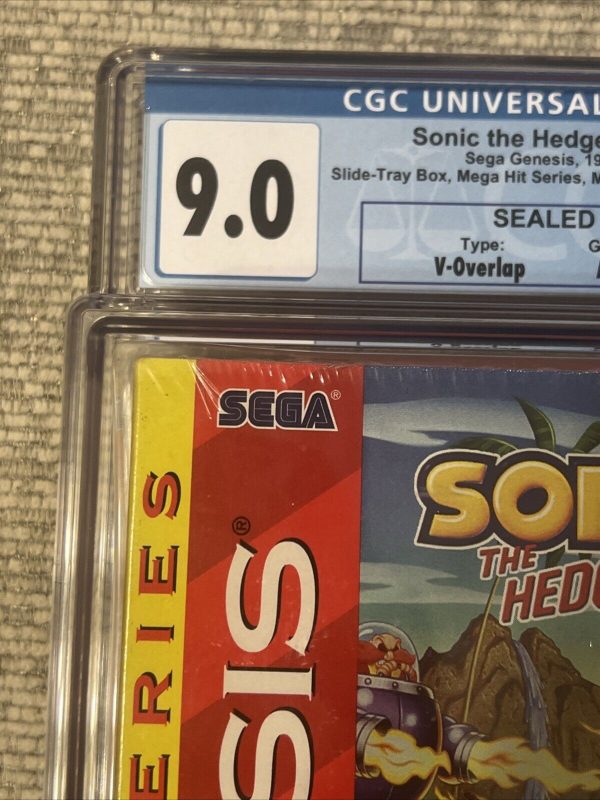 CGC UNIVERSAL
9.0
Sonic the Hedge
Sega Genesis, 19
Slide-Tray Box, Mega Hit Series, M
SEALED
Type:
G
V-Overlap
SEGA®
ERIES
SIS®
SON
THE
HEDG